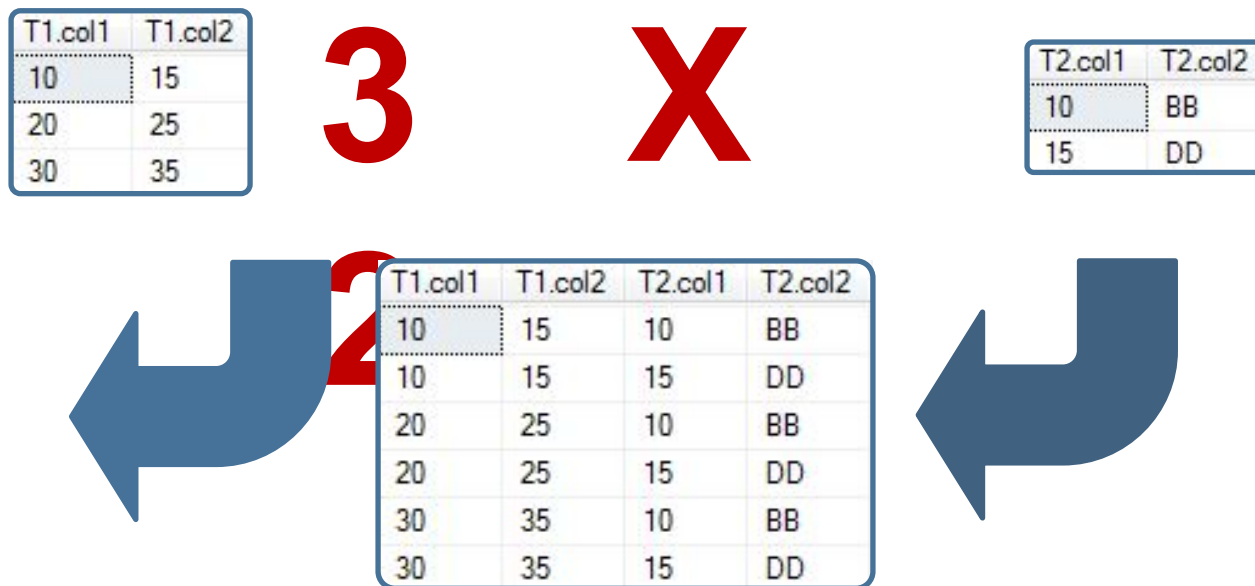 T1.col1 T1.col2
10 15
20 25
30 35
3 X
T2.col1 T2.col2
10 BB
15 DD
2
T1.col1 T1.col2 T2.col1 T2.col2
10 15 10 BB
10 15 15 DD
20 25 10 BB
20 25 15 DD
30 35 10 BB
30 35 15 DD